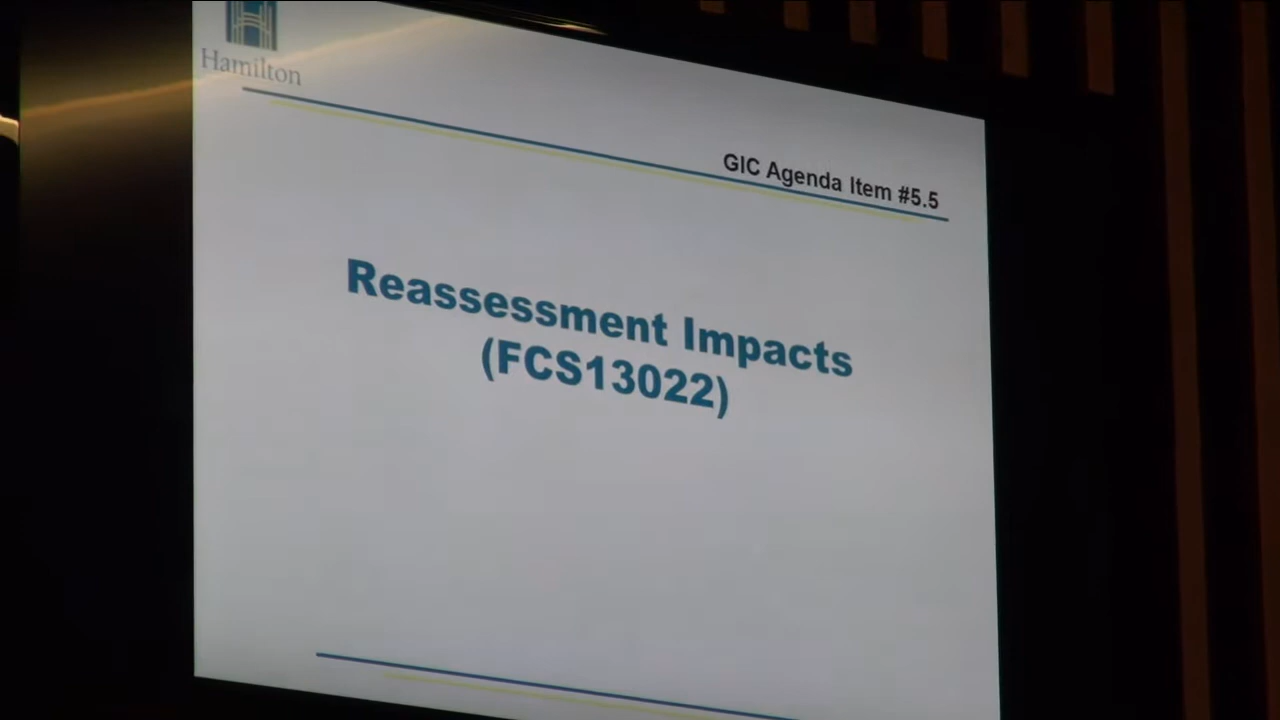 Hamilton
GIC Agenda Item #5.5
Reassessment Impacts
(FCS13022)